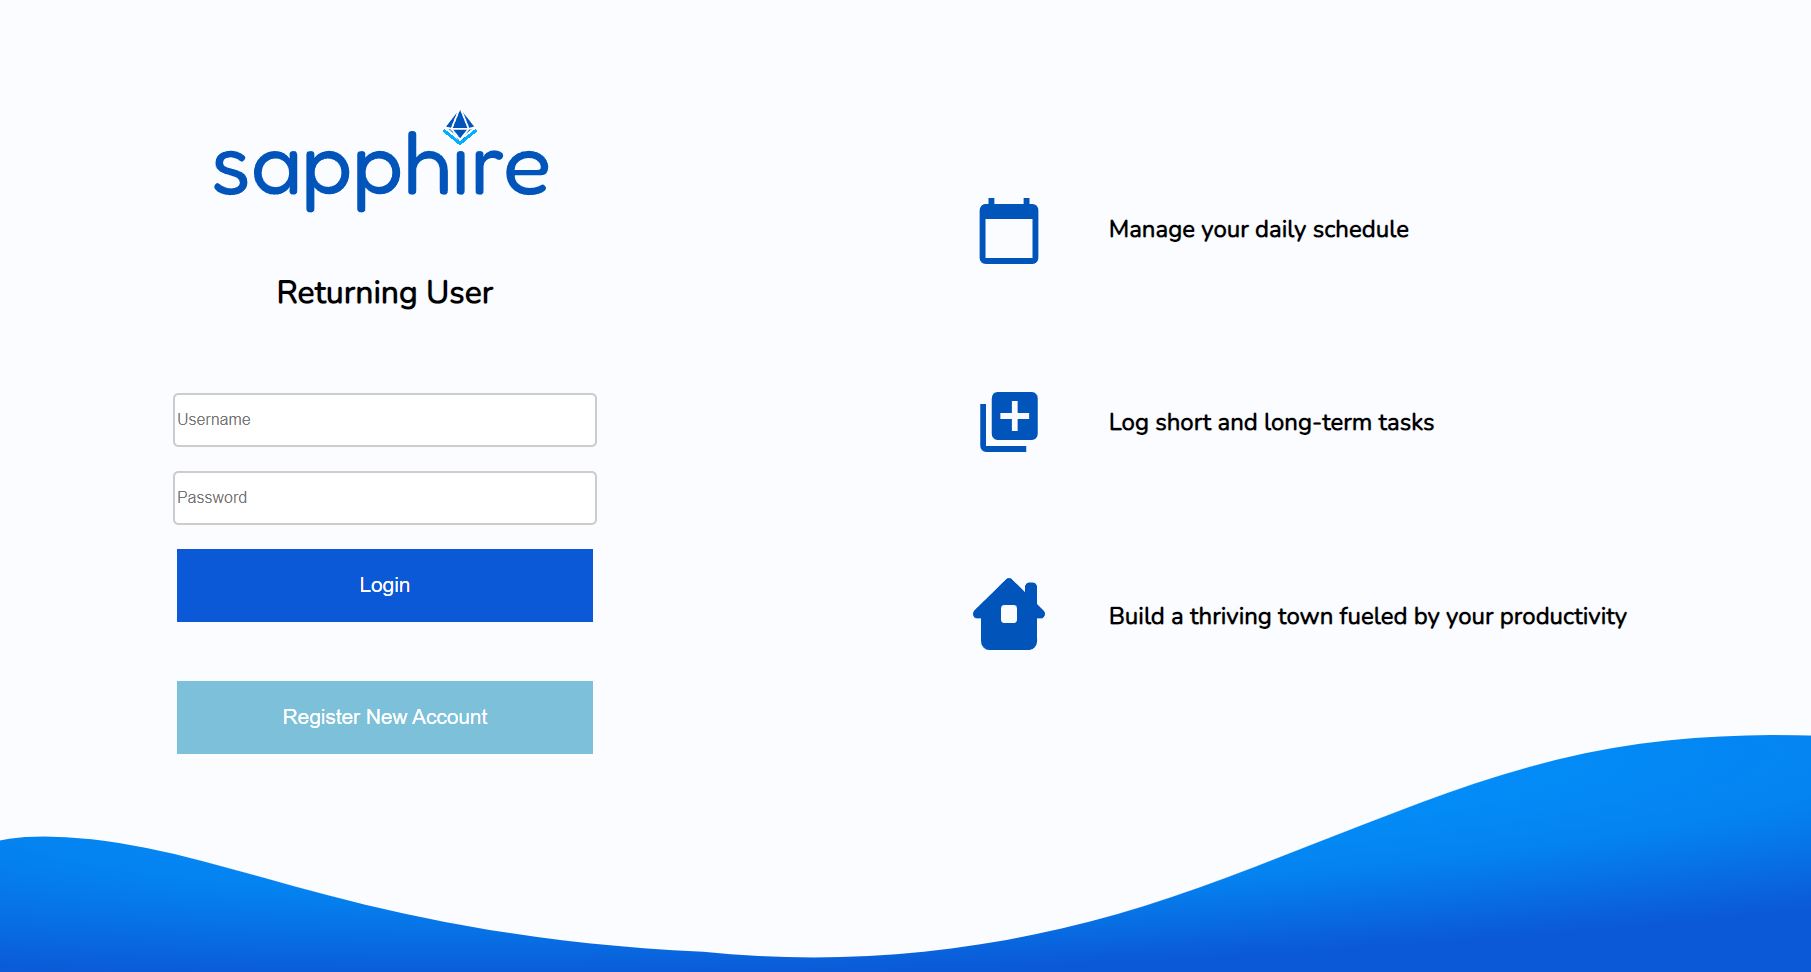 sapphire
Returning User
Username
Password
Login
Register New Account
Manage your daily schedule
Log short and long-term tasks
Build a thriving town fueled by your productivity